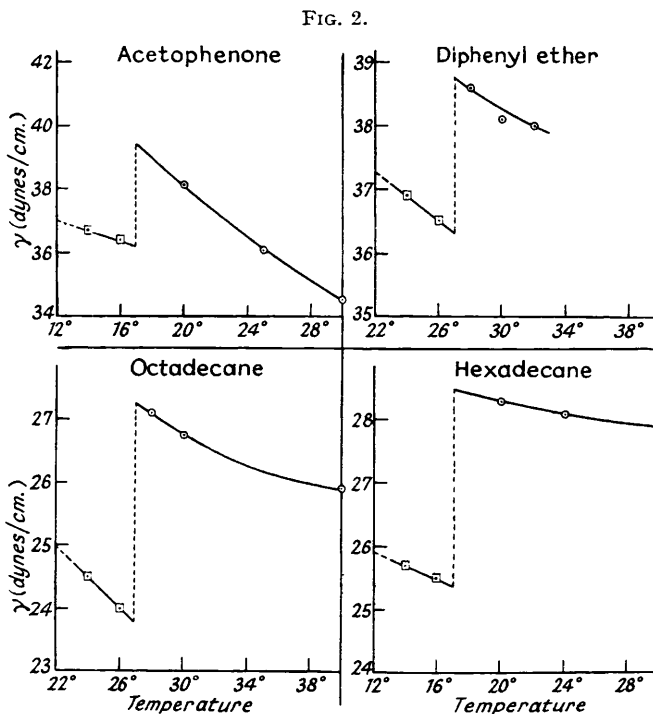 FIG. 2.
Acetophenone
42
40
38
36
34
γ (dynes/cm.)
12° 16° 20° 24° 28°
Diphenyl ether
39
38
37
36
35
22° 26° 30° 34° 38°
Octadecane
27
26
25
24
23
γ (dynes/cm.)
22° 26° 30° 34° 38°
Temperature
Hexadecane
28
27
26
25
24
12° 16° 20° 24° 28°
Temperature